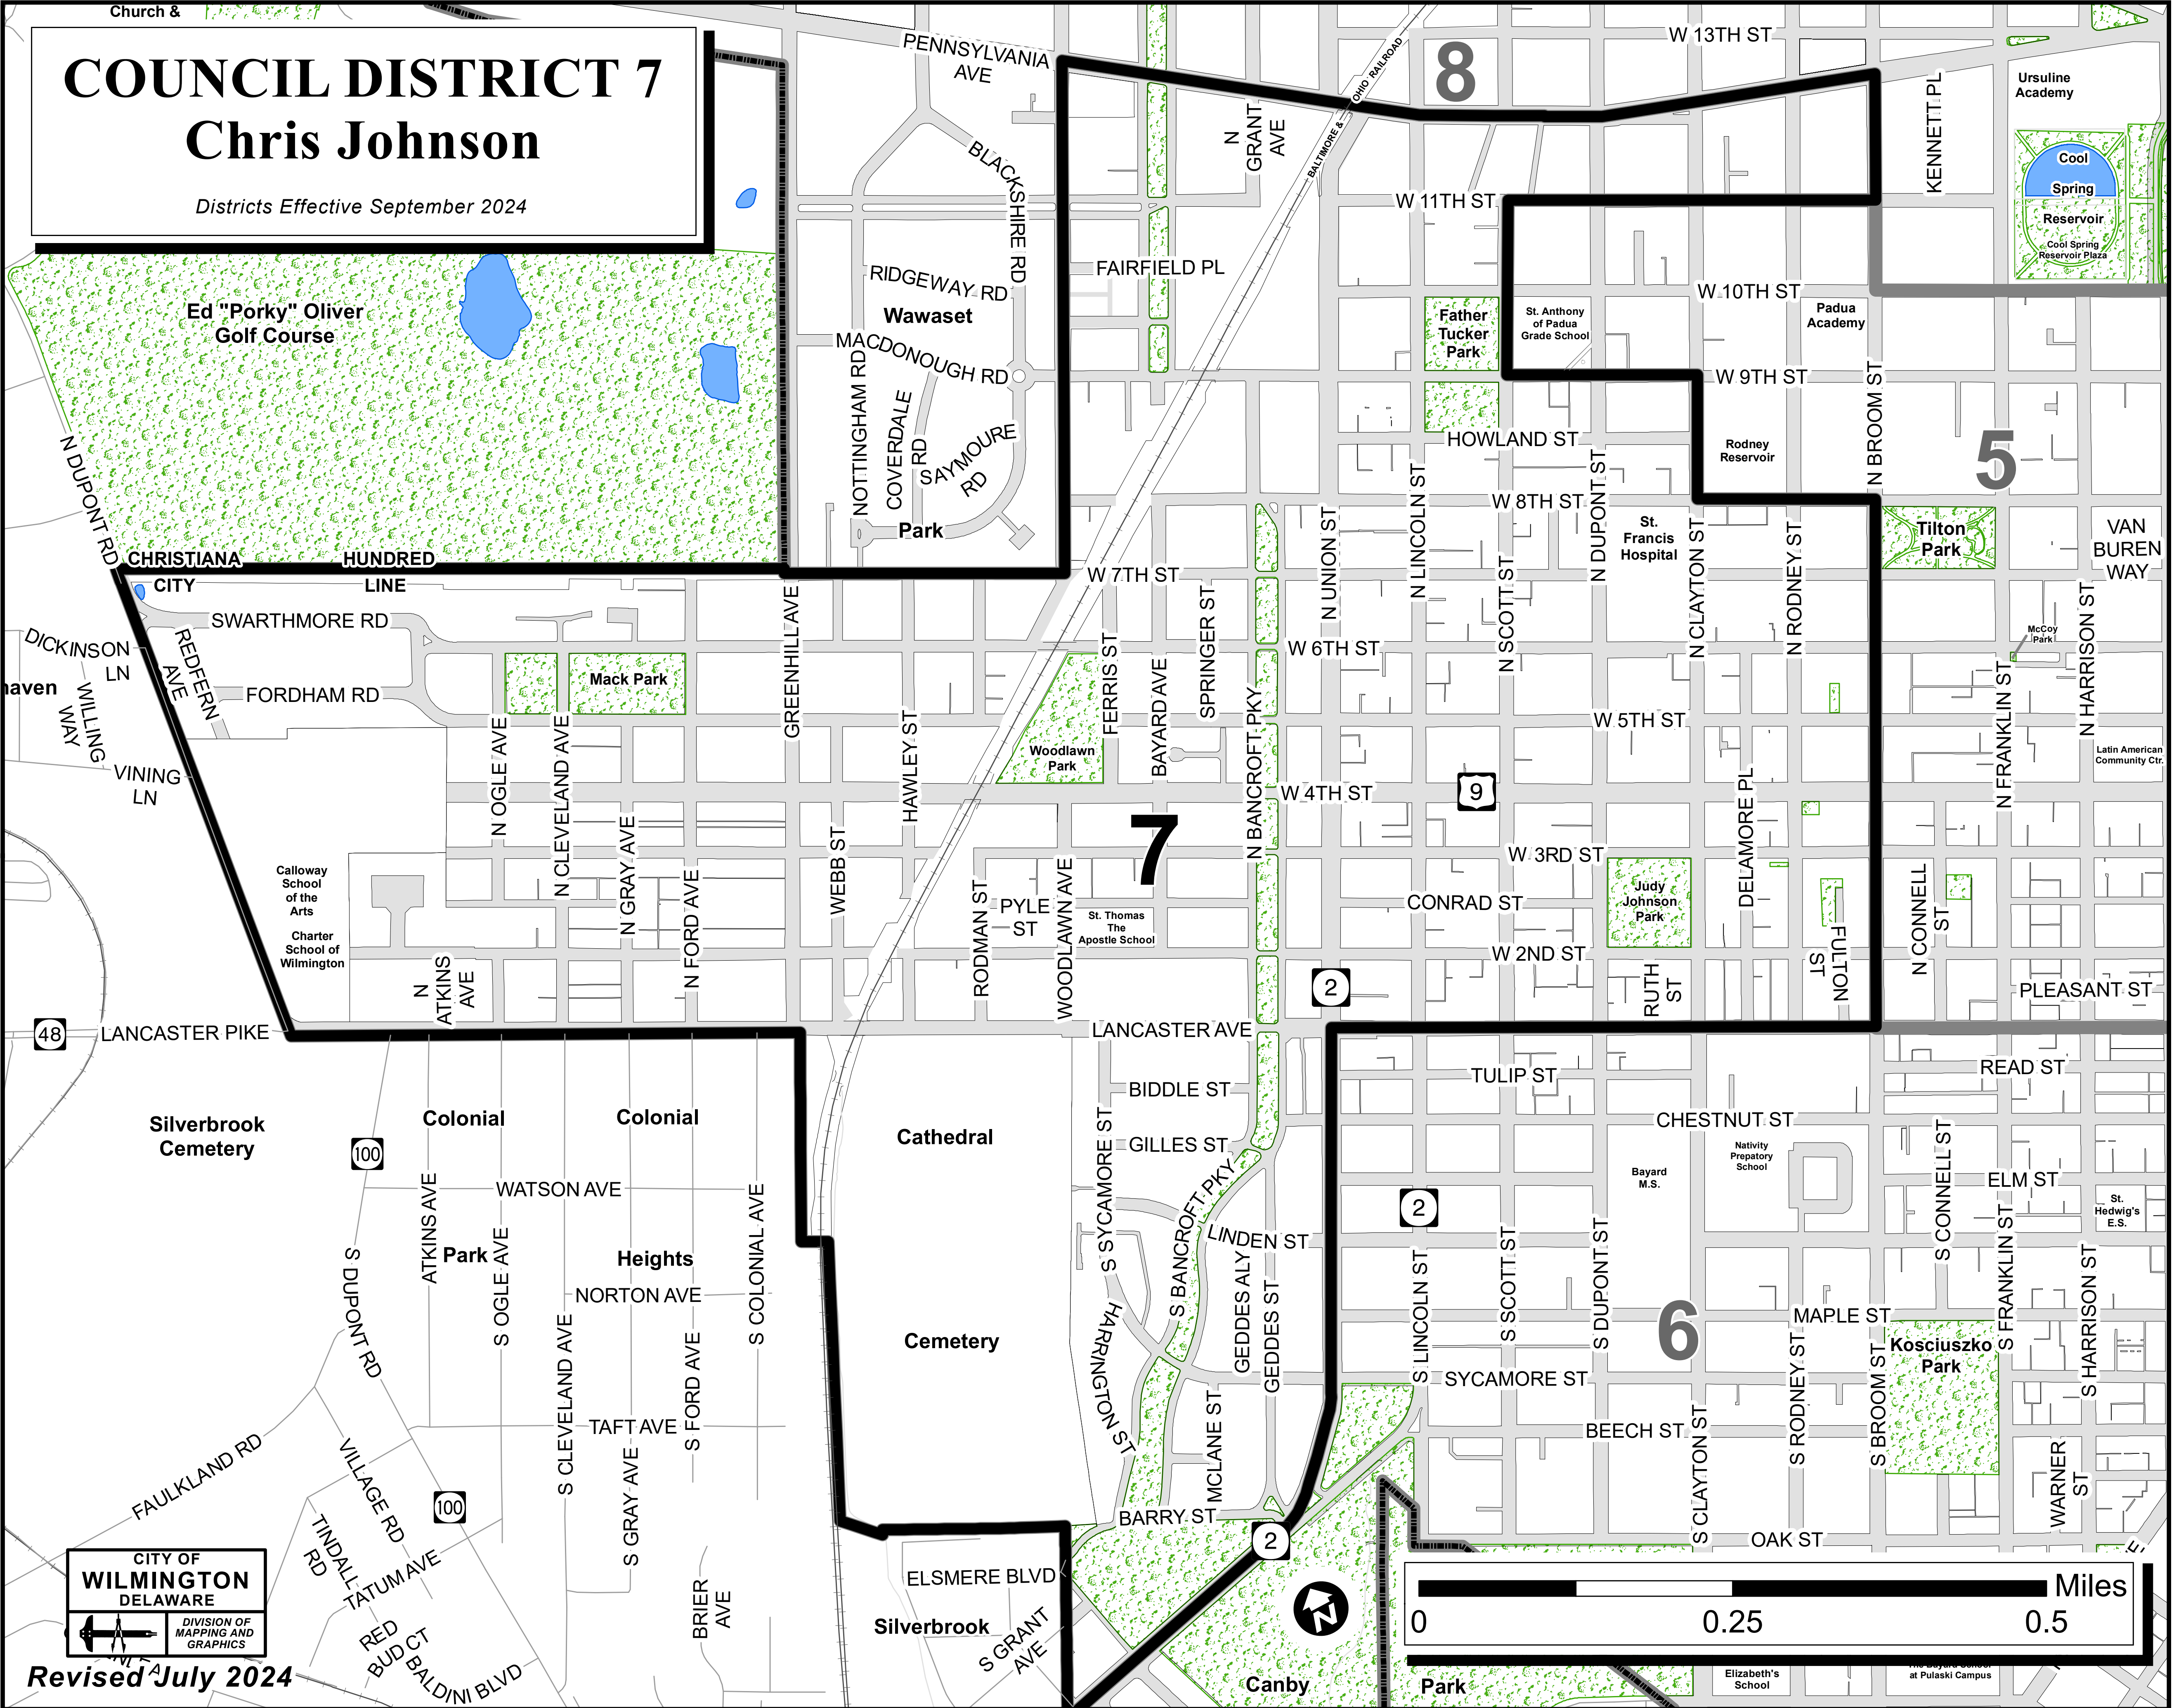 Church &
COUNCIL DISTRICT 7
Chris Johnson
Districts Effective September 2024
PENNSYLVANIA
AVE
BLACKSHIRE RD
N
GRANT
AVE
BALTIMORE &
OHIO RAILROAD
8
W 13TH ST
KENNETT PL
Ursuline
Academy
Cool
Spring
Reservoir
Cool Spring
Reservoir Plaza
W 11TH ST
FAIRFIELD PL
RIDGEWAY RD
Wawaset
MACDONOUGH RD
NOTTINGHAM RD
COVERDALE
RD
SAYMOURE
RD
Park
Ed "Porky" Oliver
Golf Course
Father
Tucker
Park
St. Anthony
of Padua
Grade School
W 10TH ST
Padua
Academy
W 9TH ST
N BROOM ST
HOWLAND ST
Rodney
Reservoir
5
W 8TH ST
N DUPONT RD
CHRISTIANA
HUNDRED
CITY
LINE
W 7TH ST
N UNION ST
N LINCOLN ST
N SCOTT ST
N DUPONT ST
St.
Francis
Hospital
N CLAYTON ST
N RODNEY ST
Tilton
Park
VAN
BUREN
WAY
SWARTHMORE RD
DICKINSON
LN
haven
WILLING
WAY
REDFERN
AVE
FORDHAM RD
Mack Park
GREENHILL AVE
FERRIS ST
BAYARD AVE
SPRINGER ST
N BANCROFT PKY
W 6TH ST
McCoy
Park
N FRANKLIN ST
N HARRISON ST
VINING
LN
N OGLE AVE
N CLEVELAND AVE
HAWLEY ST
Woodlawn
Park
W 5TH ST
Latin American
Community Ctr.
W 4TH ST
9
DELAMORE PL
7
N GRAY AVE
N FORD AVE
WEBB ST
RODMAN ST
WOODLAWN AVE
PYLE
ST
St. Thomas
The
Apostle School
W 3RD ST
CONRAD ST
Judy
Johnson
Park
Calloway
School
of the
Arts
Charter
School of
Wilmington
N
ATKINS
AVE
W 2ND ST
2
RUTH
ST
FULTON
ST
N CONNELL
ST
PLEASANT ST
48
LANCASTER PIKE
LANCASTER AVE
READ ST
TULIP ST
BIDDLE ST
Silverbrook
Cemetery
Colonial
Colonial
Cathedral
S SYCAMORE ST
GILLES ST
CHESTNUT ST
100
Nativity
Prepatory
School
Bayard
M.S.
S CONNELL ST
ELM ST
St.
Hedwig's
E.S.
ATKINS AVE
WATSON AVE
S COLONIAL AVE
2
S DUPONT RD
Park
S OGLE AVE
Heights
NORTON AVE
S BANCROFT PKY
LINDEN ST
GEDDES ALY
GEDDES ST
S LINCOLN ST
S SCOTT ST
S DUPONT ST
6
MAPLE ST
S FRANKLIN ST
S HARRISON ST
Cemetery
HARRINGTON ST
Kosciuszko
Park
S CLEVELAND AVE
S FORD AVE
SYCAMORE ST
S RODNEY ST
S BROOM ST
TAFT AVE
S GRAY AVE
MCLANE ST
BEECH ST
S CLAYTON ST
WARNER
ST
FAULKLAND RD
VILLAGE RD
100
BARRY ST
2
OAK ST
TINDALL
RD
TATUM AVE
BRIER
AVE
ELSMERE BLVD
Silverbrook
S GRANT
AVE
N
Miles
0
0.25
0.5
CITY OF
WILMINGTON
DELAWARE
DIVISION OF
MAPPING AND
GRAPHICS
Revised July 2024
RED
BUD CT
BALDINI BLVD
Canby
Park
Elizabeth's
School
at Pulaski Campus